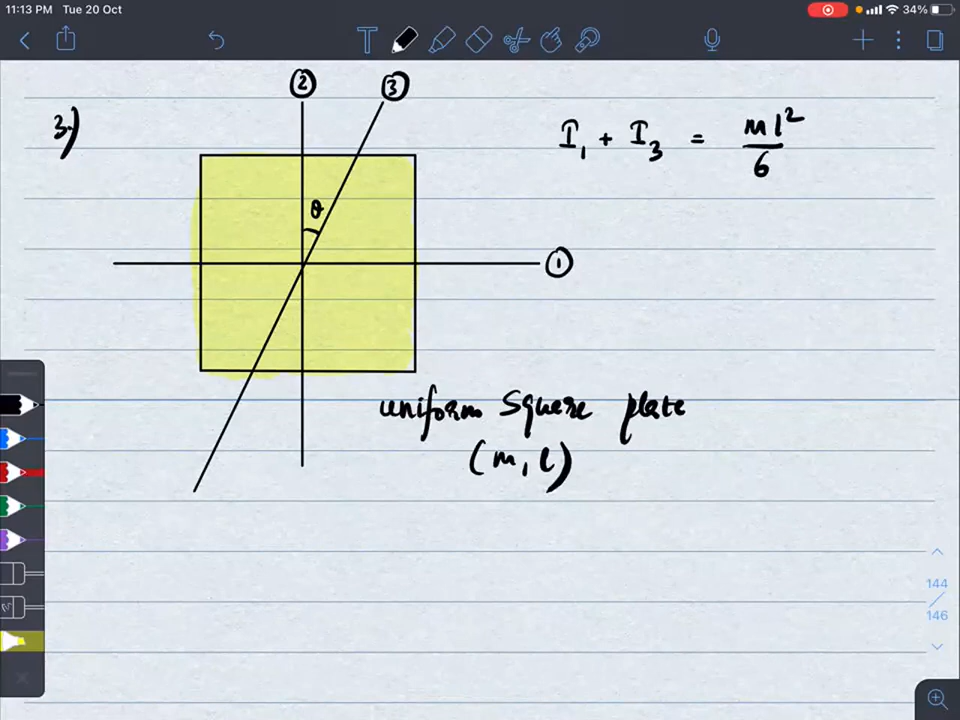 11:13 PM Tue 20 Oct
34%
T
② ③
3.)
I₁ + I₃ = ml²/6
θ
①
uniform square plate
(m, l)
144
146